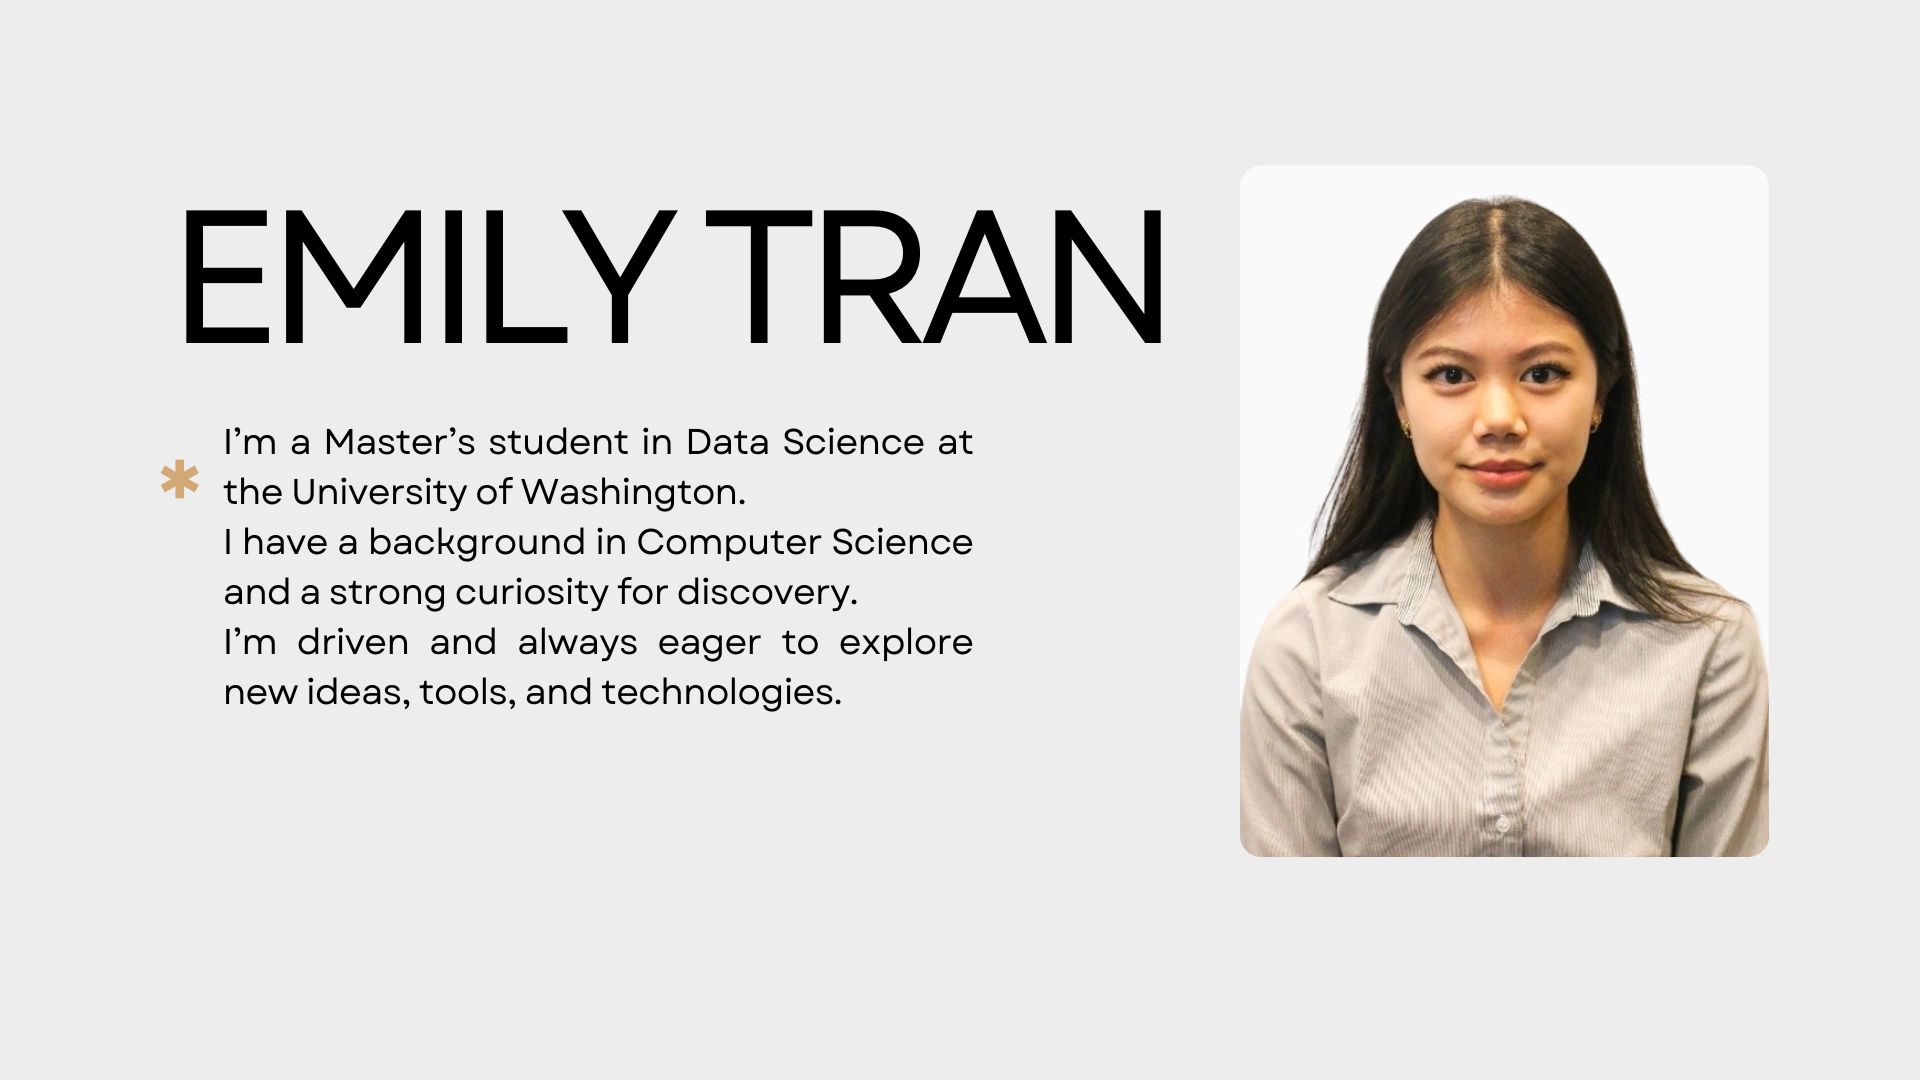 EMILY TRAN
I’m a Master’s student in Data Science at
the University of Washington.
I have a background in Computer Science
and a strong curiosity for discovery.
I’m driven and always eager to explore
new ideas, tools, and technologies.